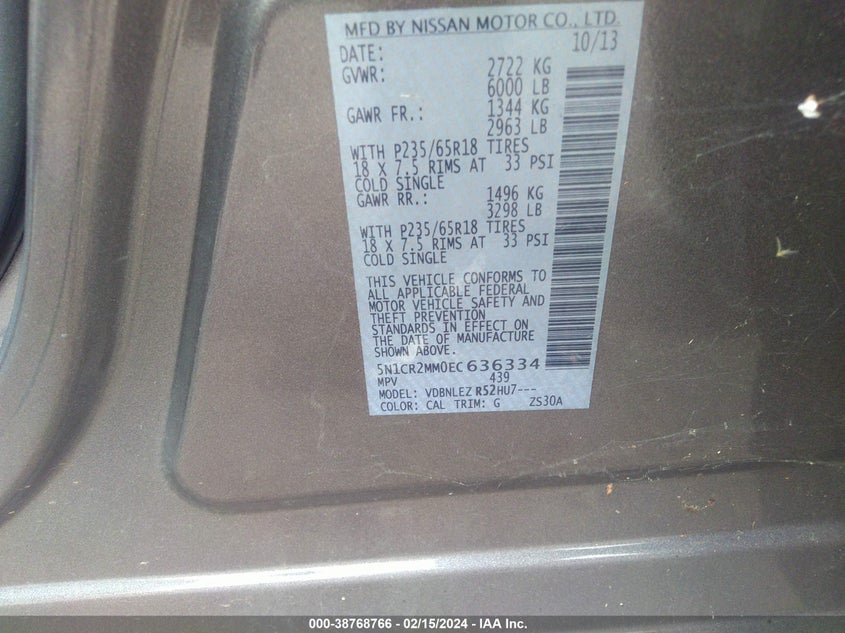 MFD BY NISSAN MOTOR CO., LTD.
DATE: 10/13
GVWR: 2722 KG
6000 LB
GAWR FR.: 1344 KG
2963 LB
WITH P235/65R18 TIRES
18 X 7.5 RIMS AT 33 PSI
COLD SINGLE
GAWR RR.: 1496 KG
3298 LB
WITH P235/65R18 TIRES
18 X 7.5 RIMS AT 33 PSI
COLD SINGLE
THIS VEHICLE CONFORMS TO
ALL APPLICABLE FEDERAL
MOTOR VEHICLE SAFETY AND
THEFT PREVENTION
STANDARDS IN EFFECT ON
THE DATE OF MANUFACTURE
SHOWN ABOVE.
5N1CR2MM0EC636334
MPV 439
MODEL: VDBNLEZ R52HU7---
COLOR: CAL TRIM: G ZS30A
000-38768766 - 02/15/2024 - IAA Inc.